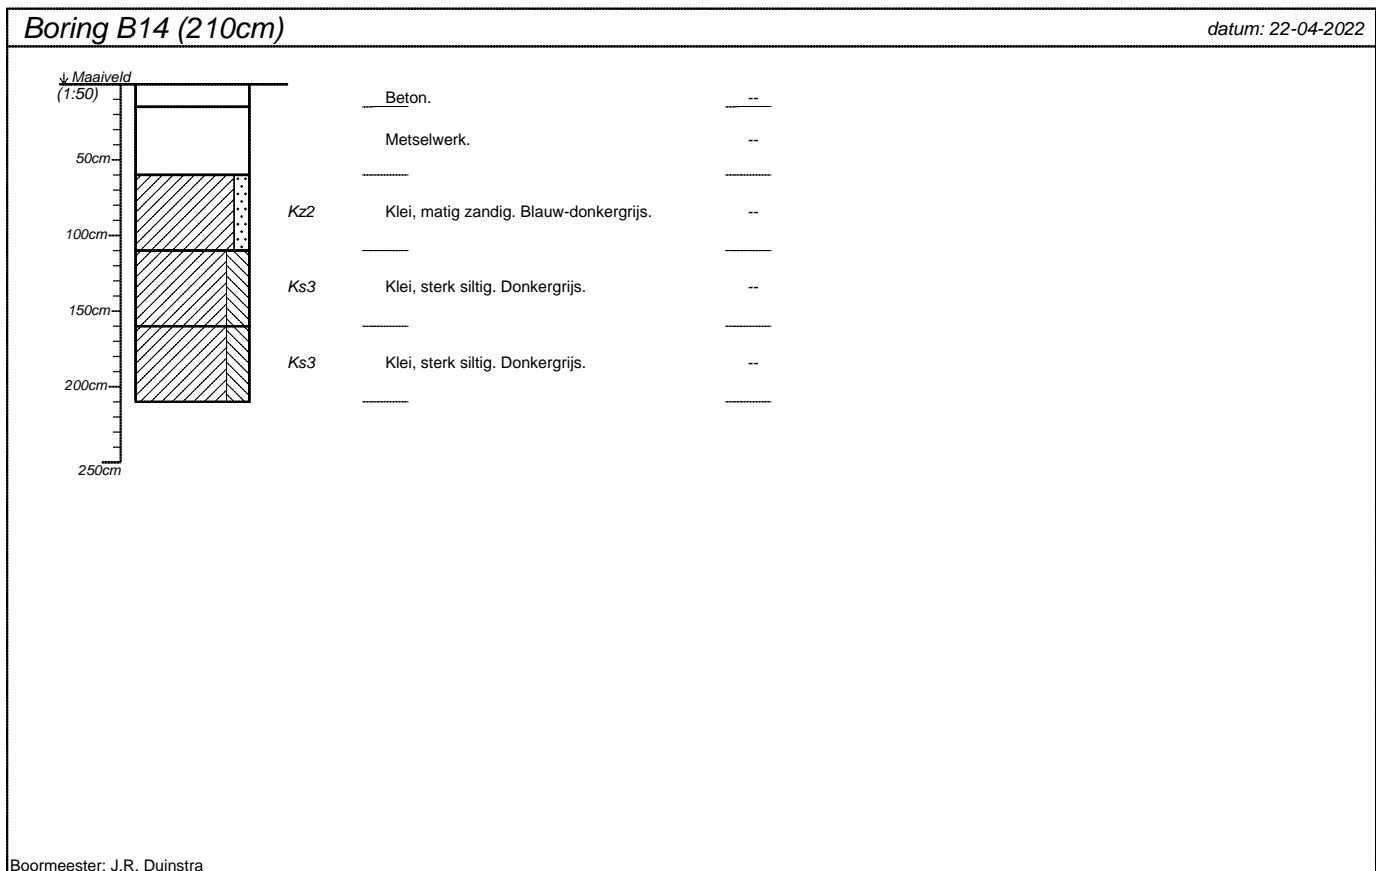 Boring B14 (210cm) datum: 22-04-2022
Maaiveld
(1:50)
Beton. --
Metselwerk. --
50cm
Kz2 Klei, matig zandig. Blauw-donkergrijs. --
100cm
Ks3 Klei, sterk siltig. Donkergrijs. --
150cm
Ks3 Klei, sterk siltig. Donkergrijs. --
200cm
250cm
Boormeester: J.R. Duinstra